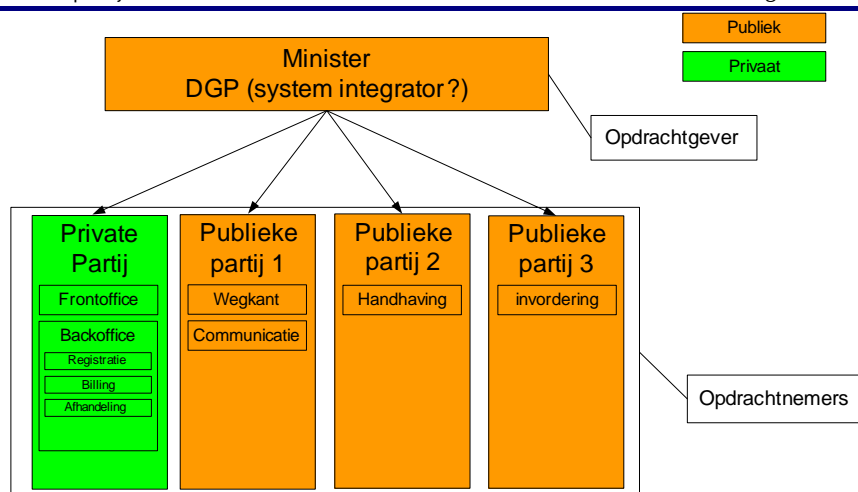 Publiek
Privaat
Minister
DGP (system integrator?)
Opdrachtgever
Private
Partij
Frontoffice
Backoffice
Registratie
Billing
Afhandeling
Publieke
partij 1
Wegkant
Communicatie
Publieke
partij 2
Handhaving
Publieke
partij 3
invordering
Opdrachtnemers